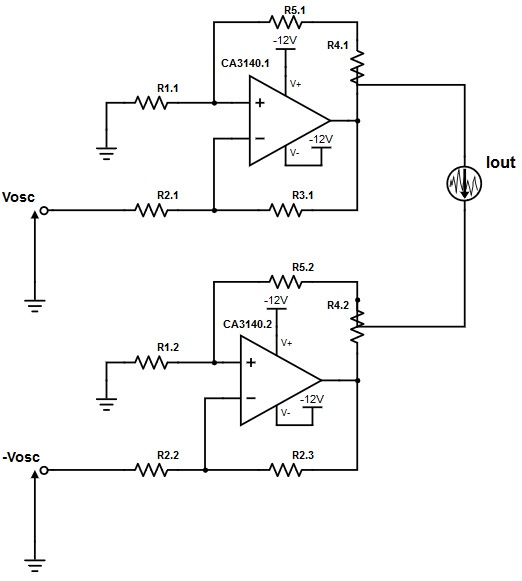 R5.1
-12V
R4.1
CA3140.1
V+
R1.1
+
-12V
−
V-
Iout
Vosc
R2.1
R3.1
R5.2
-12V
R4.2
CA3140.2
V+
R1.2
+
-12V
−
V-
-Vosc
R2.2
R2.3